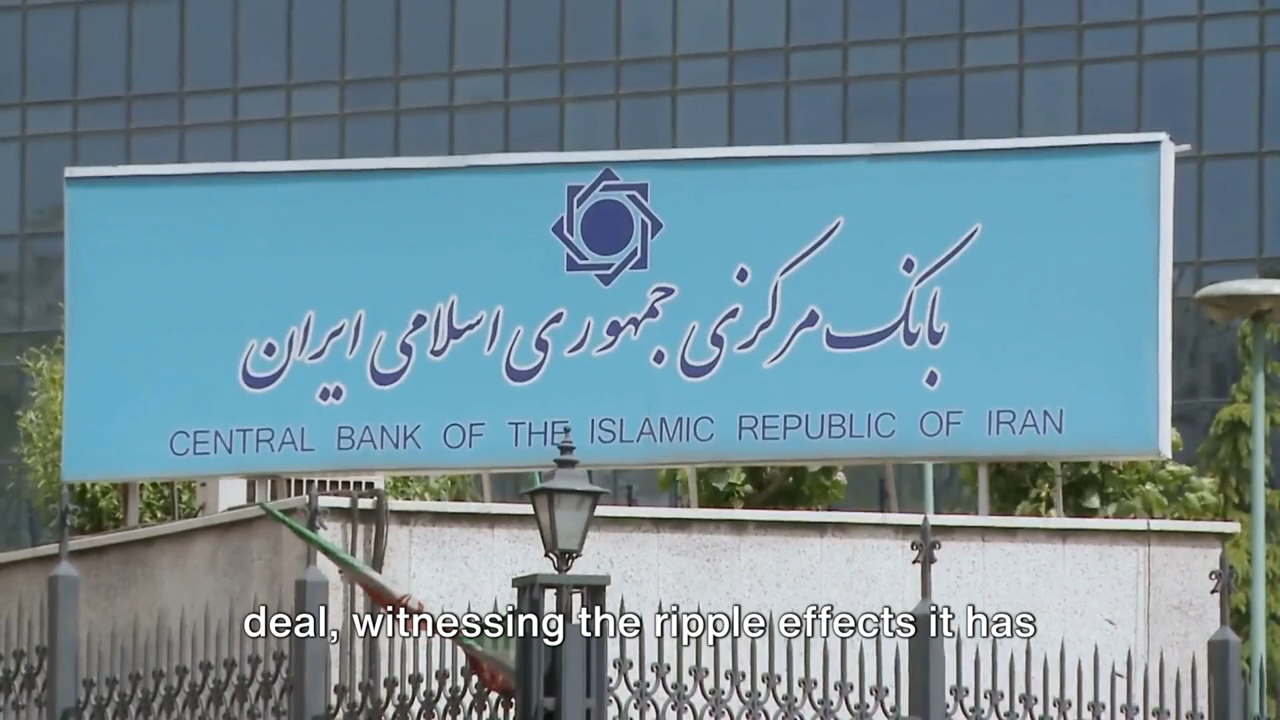 بانک مرکزی جمهوری اسلامی ایران
CENTRAL BANK OF THE ISLAMIC REPUBLIC OF IRAN
deal, witnessing the ripple effects it has